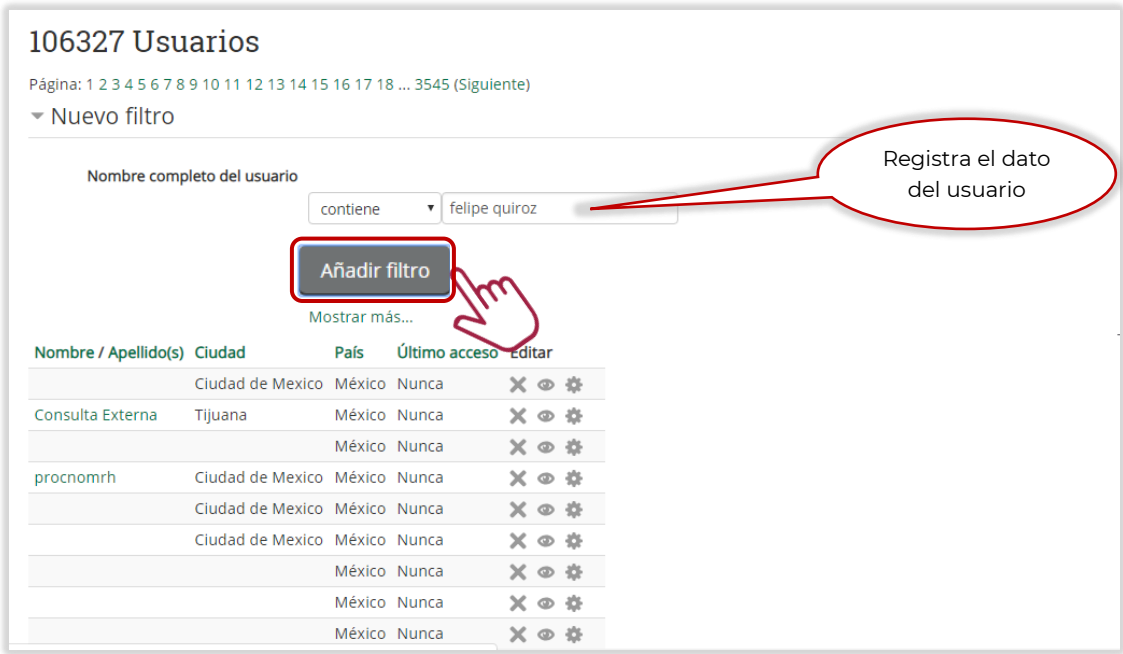 106327 Usuarios
Página: 1 2 3 4 5 6 7 8 9 10 11 12 13 14 15 16 17 18 ... 3545 (Siguiente)
Nuevo filtro
Registra el dato
del usuario
Nombre completo del usuario
contiene felipe quiroz
Añadir filtro
Mostrar más...
Nombre / Apellido(s) Ciudad País Último acceso Editar
Ciudad de Mexico México Nunca
Consulta Externa Tijuana México Nunca
México Nunca
procnomrh Ciudad de Mexico México Nunca
Ciudad de Mexico México Nunca
Ciudad de Mexico México Nunca
México Nunca
México Nunca
México Nunca